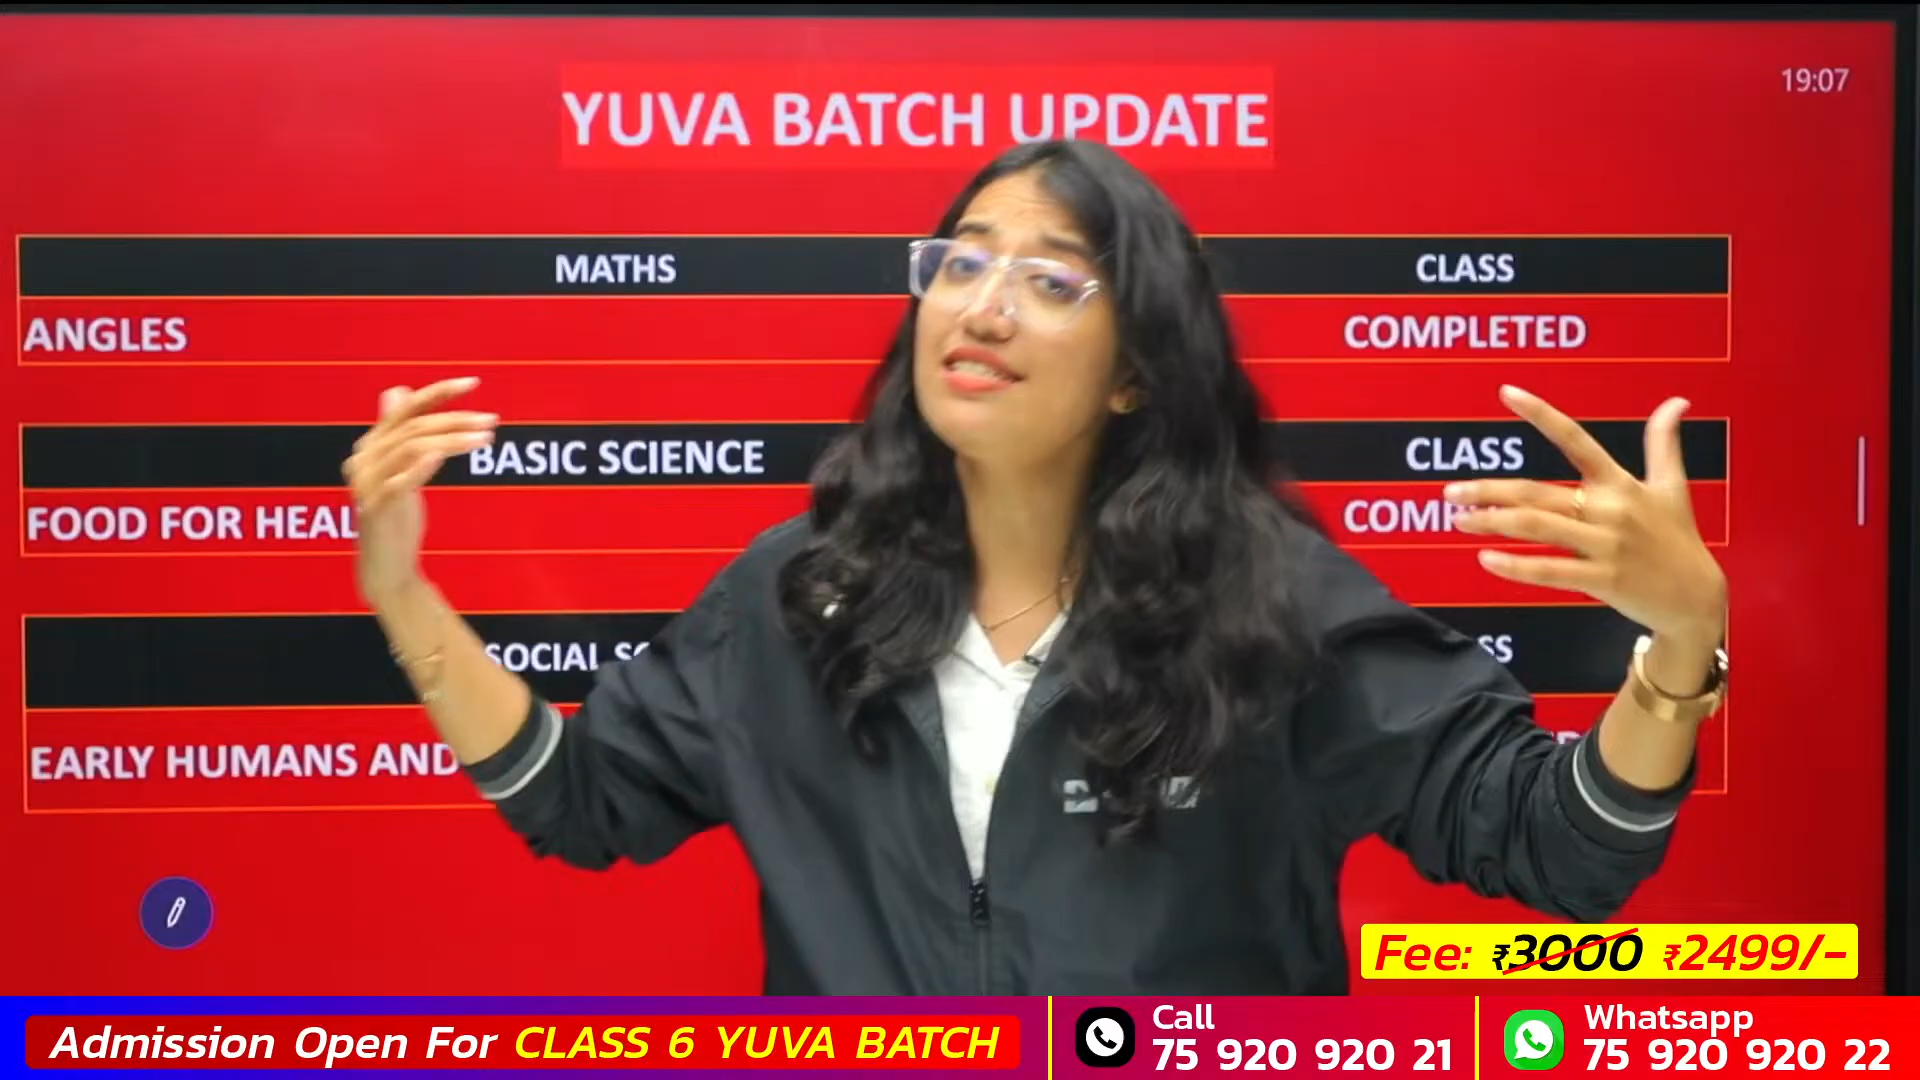 YUVA BATCH UPDATE
19:07
MATHS CLASS
ANGLES COMPLETED
BASIC SCIENCE CLASS
FOOD FOR
SOCIAL
EARLY HUMANS AND
Fee: ₹3000 ₹2499/-
Admission Open For CLASS 6 YUVA BATCH
Call
75 920 920 21
Whatsapp
75 920 920 22